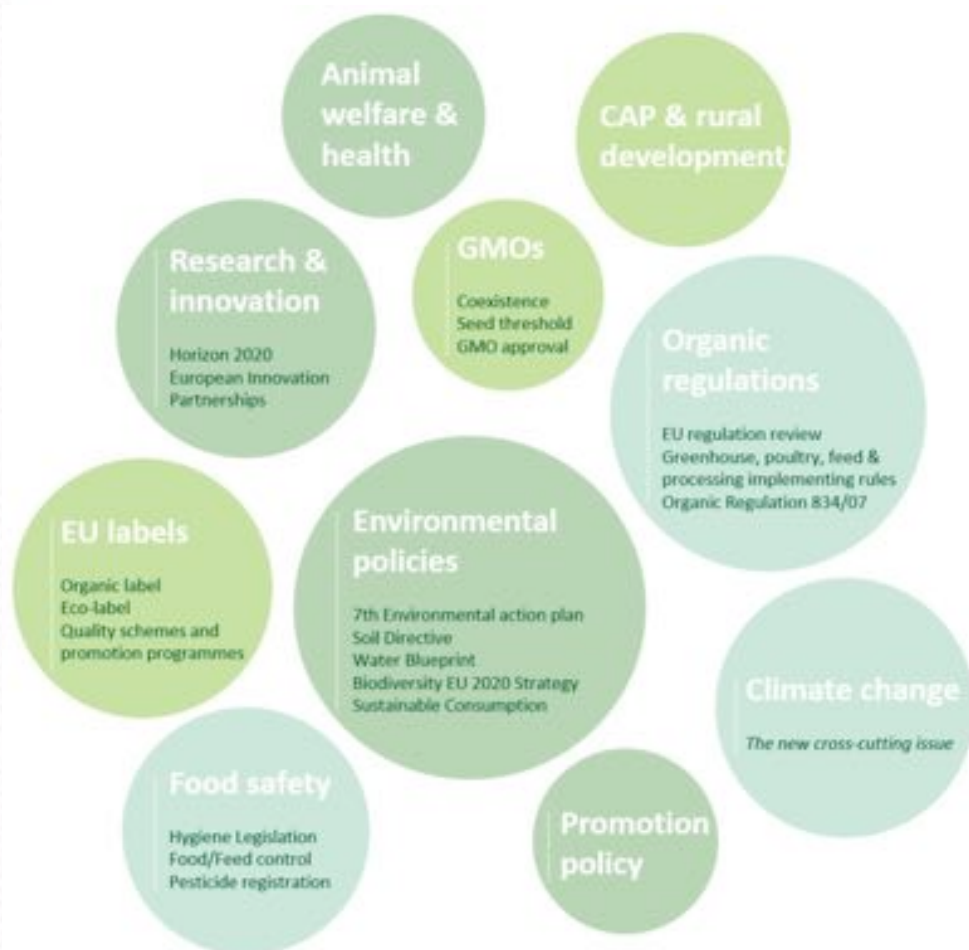 Animal
welfare &
health
CAP & rural
development
Research &
innovation
Horizon 2020
European Innovation
Partnerships
GMOs
Coexistence
Seed threshold
GMO approval
Organic
regulations
EU regulation review
Greenhouse, poultry, feed &
processing implementing rules
Organic Regulation 834/07
EU labels
Organic label
Eco-label
Quality schemes and
promotion programmes
Environmental
policies
7th Environmental action plan
Soil Directive
Water Blueprint
Biodiversity EU 2020 Strategy
Sustainable Consumption
Climate change
The new cross-cutting issue
Food safety
Hygiene Legislation
Food/Feed control
Pesticide registration
Promotion
policy